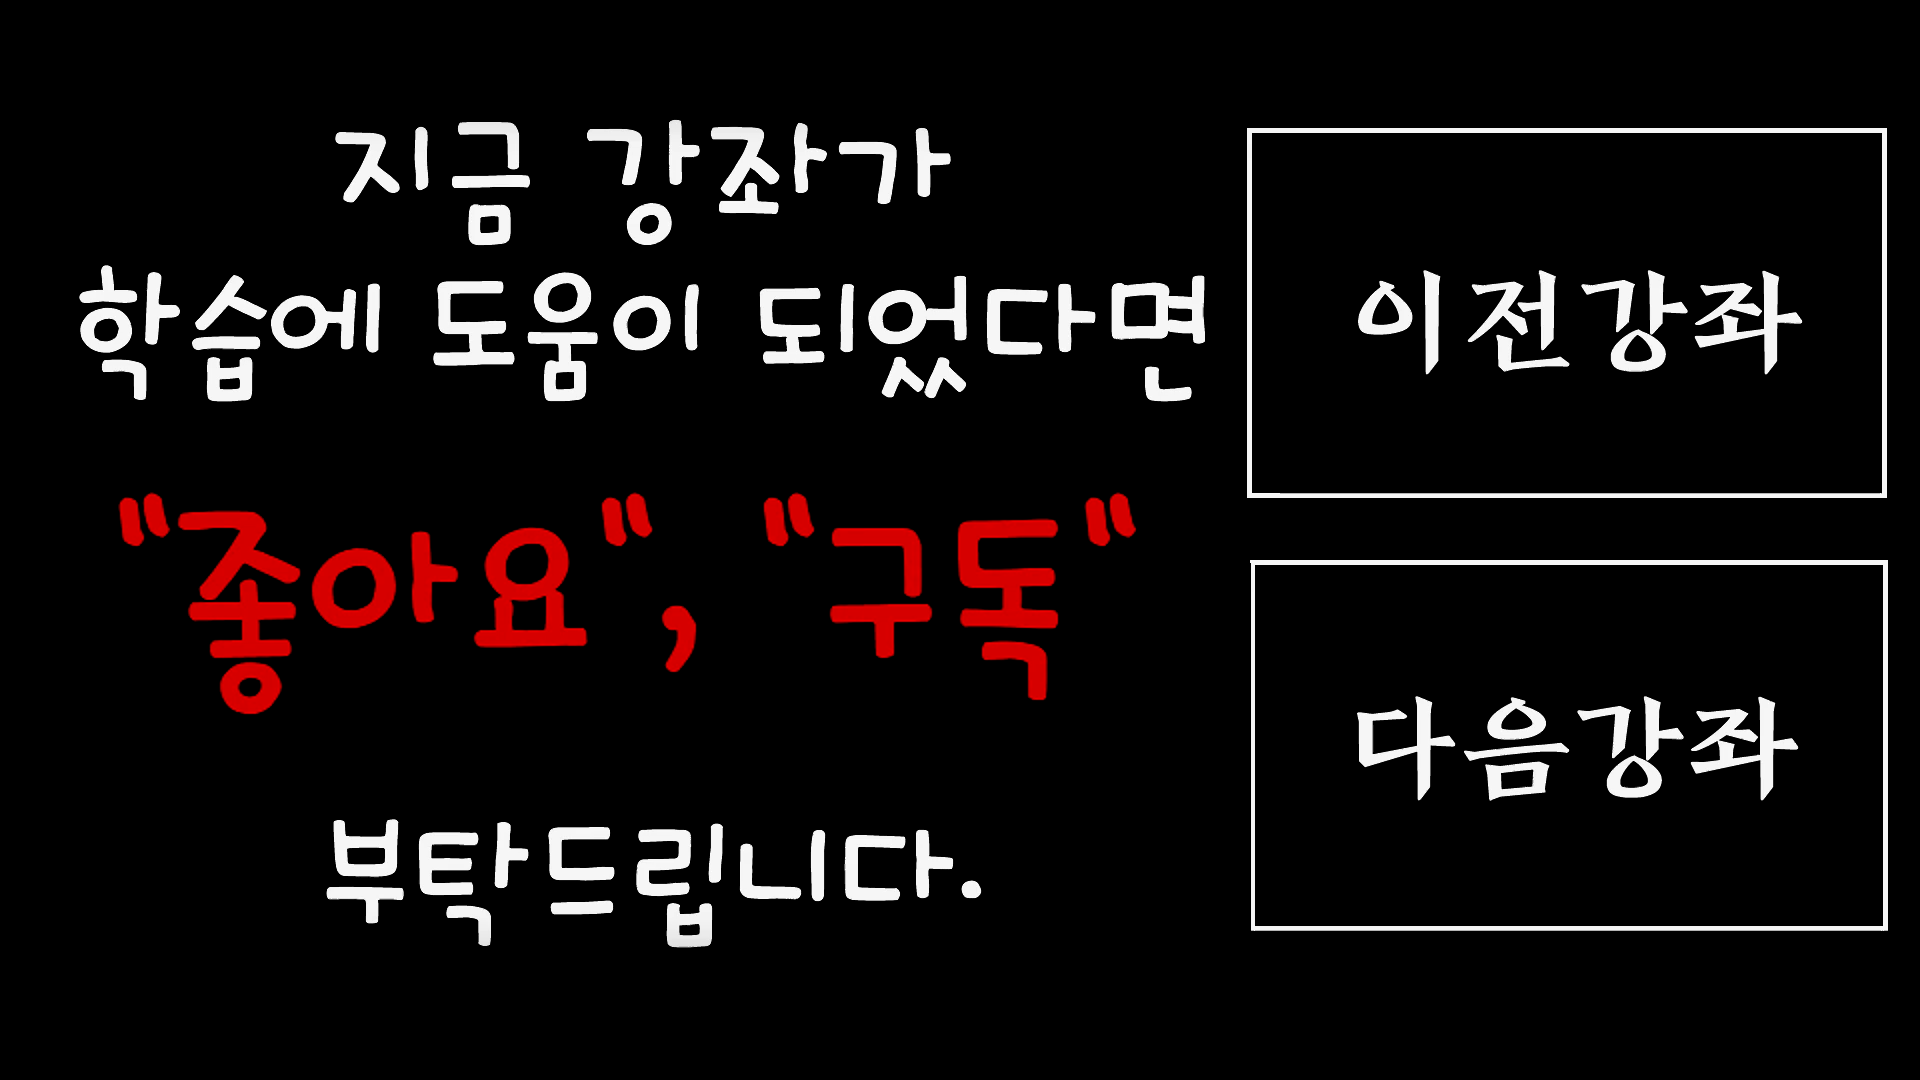 지금 강좌가
학습에 도움이 되었다면
"좋아요", "구독"
부탁드립니다.
이전강좌
다음강좌